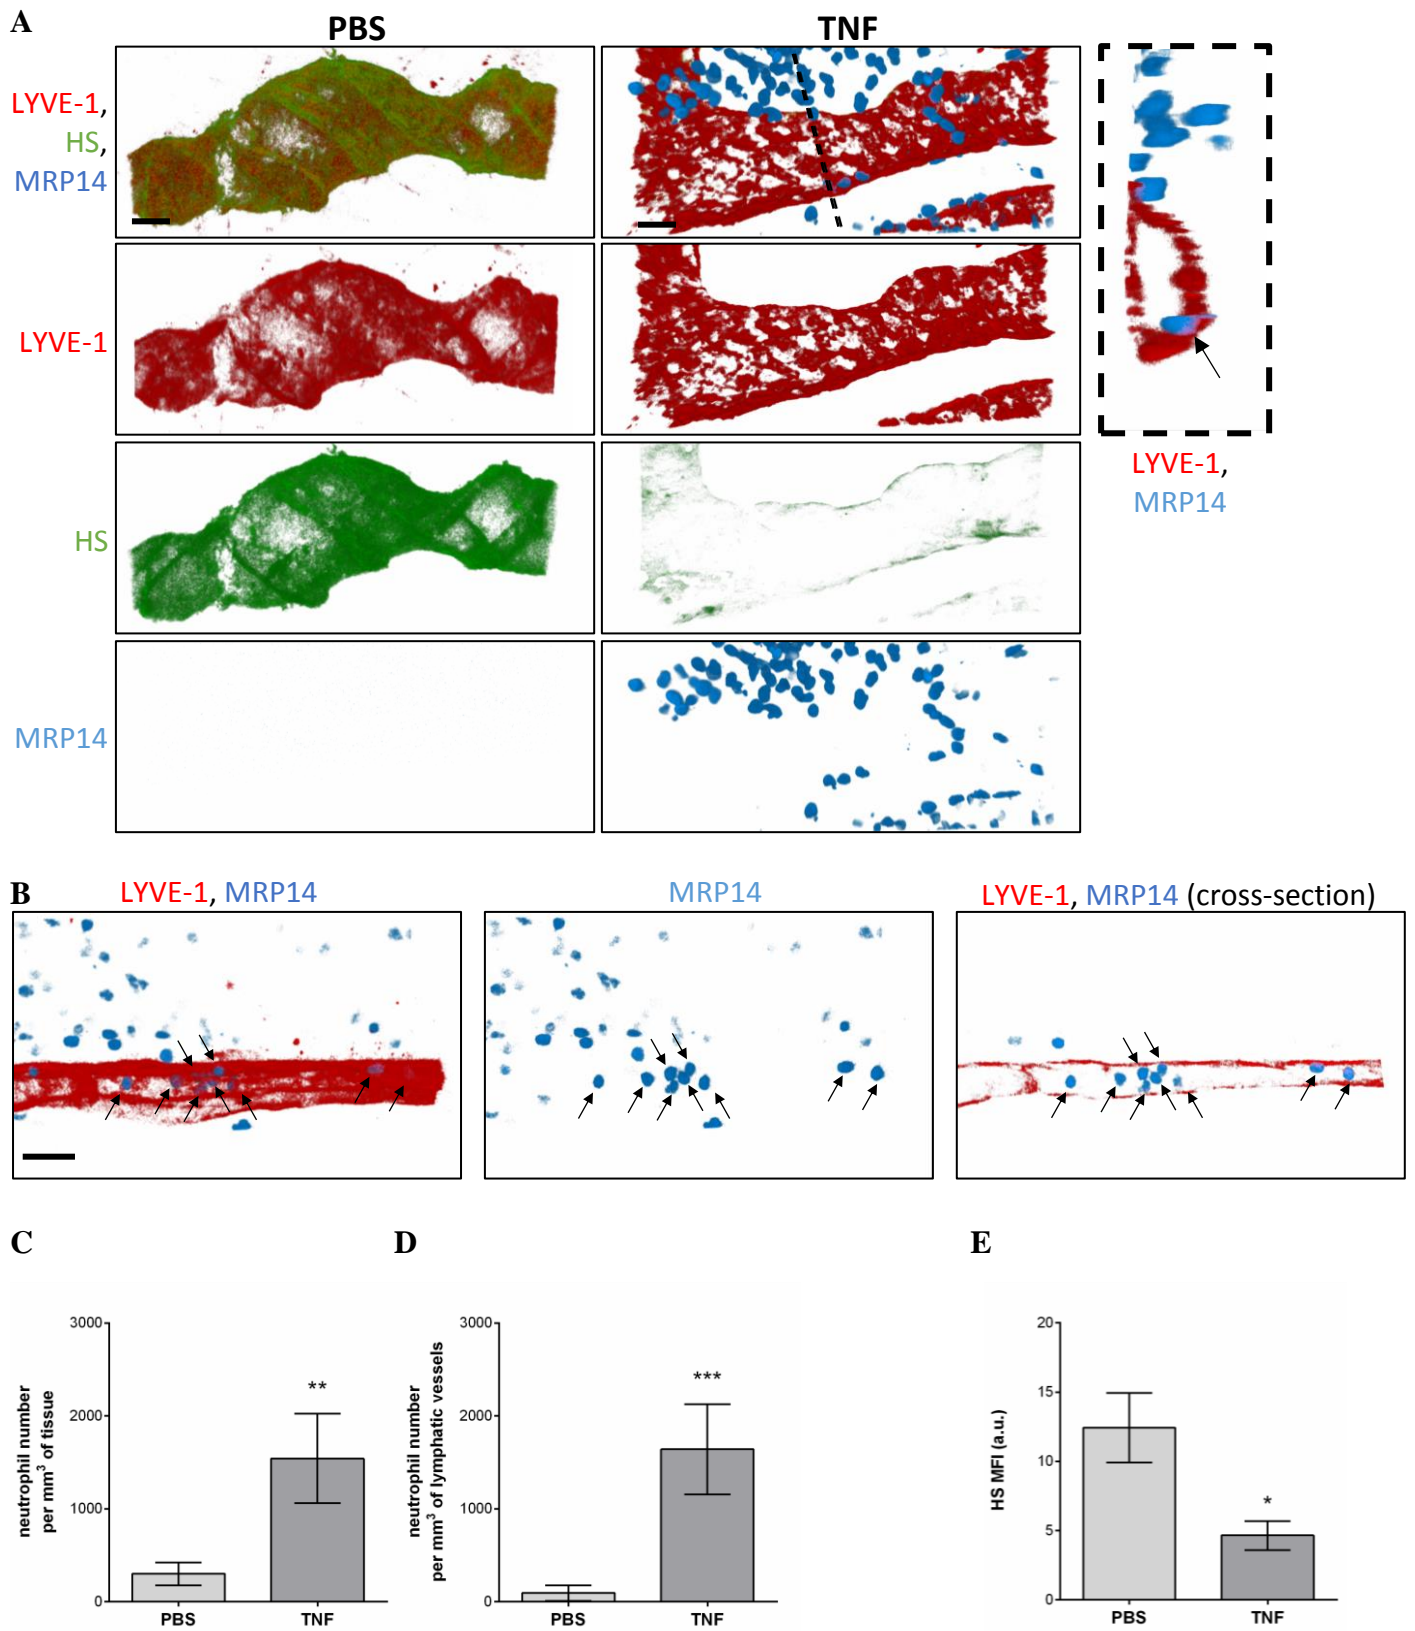 A
PBS
TNF
LYVE-1,
HS,
MRP14
LYVE-1
HS
MRP14
LYVE-1,
MRP14
B
LYVE-1, MRP14
MRP14
LYVE-1, MRP14 (cross-section)
C
D
E
neutrophil number
per mm³ of tissue
3000
2000
1000
0
**
PBS
TNF
neutrophil number
per mm³ of lymphatic vessels
3000
2000
1000
0
***
PBS
TNF
HS MFI (a.u.)
20
15
10
5
0
*
PBS
TNF